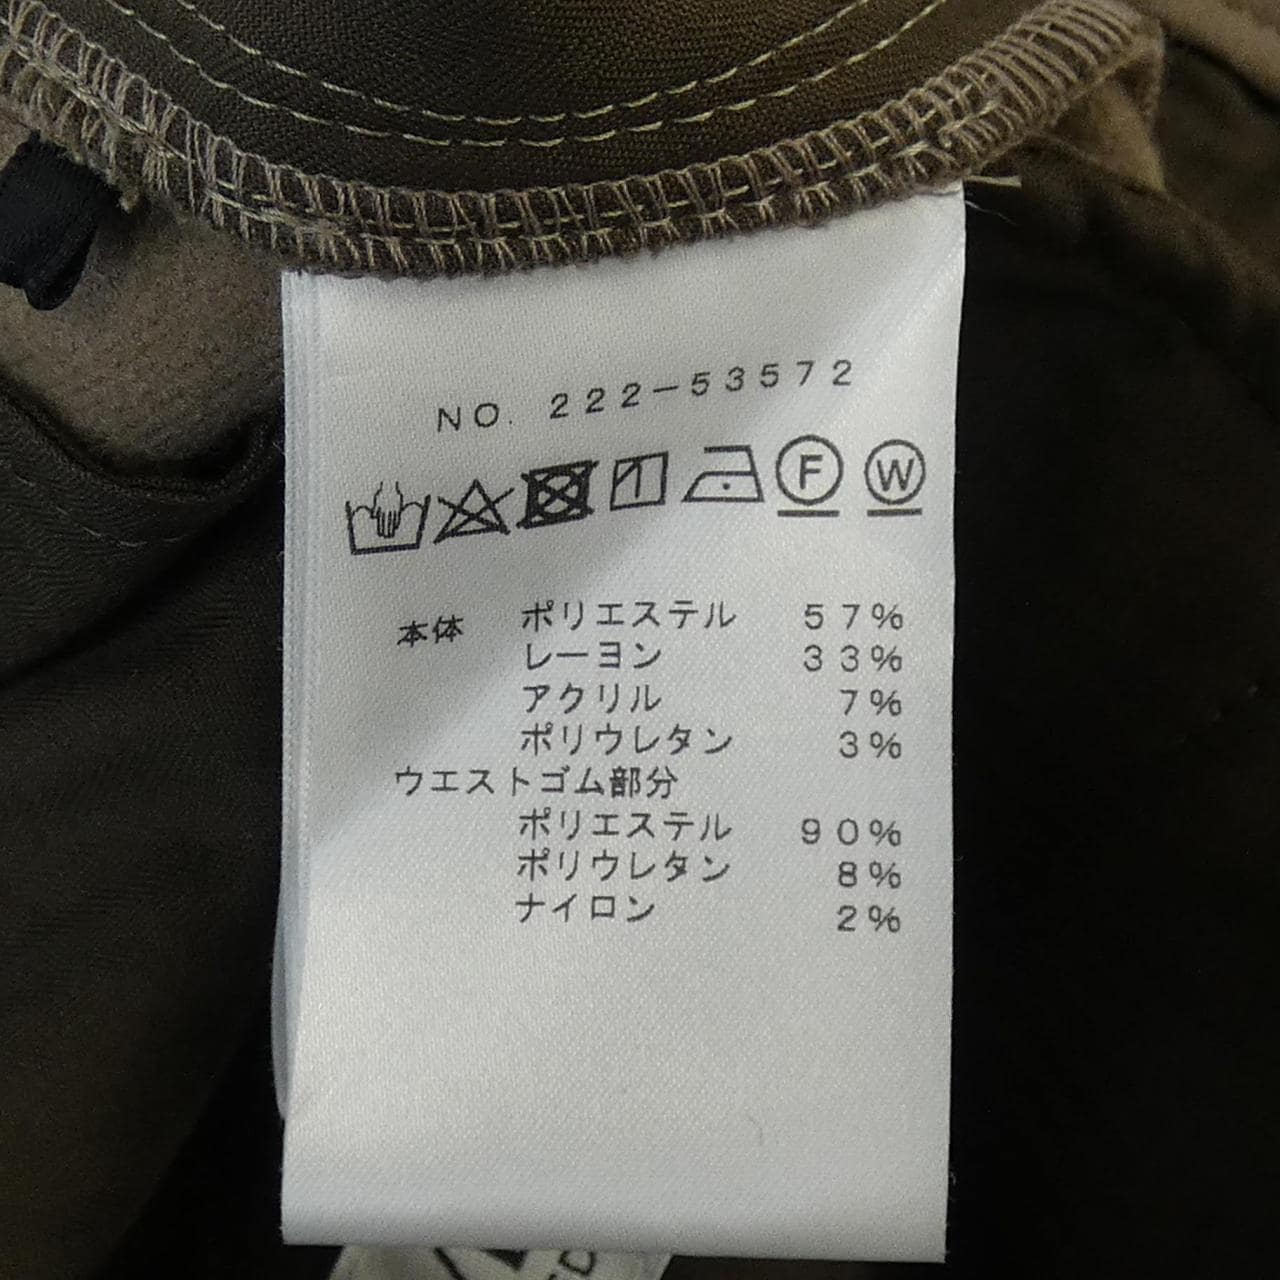 NO. 222-53572
F W
本体 ポリエステル 57%
レーヨン 33%
アクリル 7%
ポリウレタン 3%
ウエストゴム部分
ポリエステル 90%
ポリウレタン 8%
ナイロン 2%